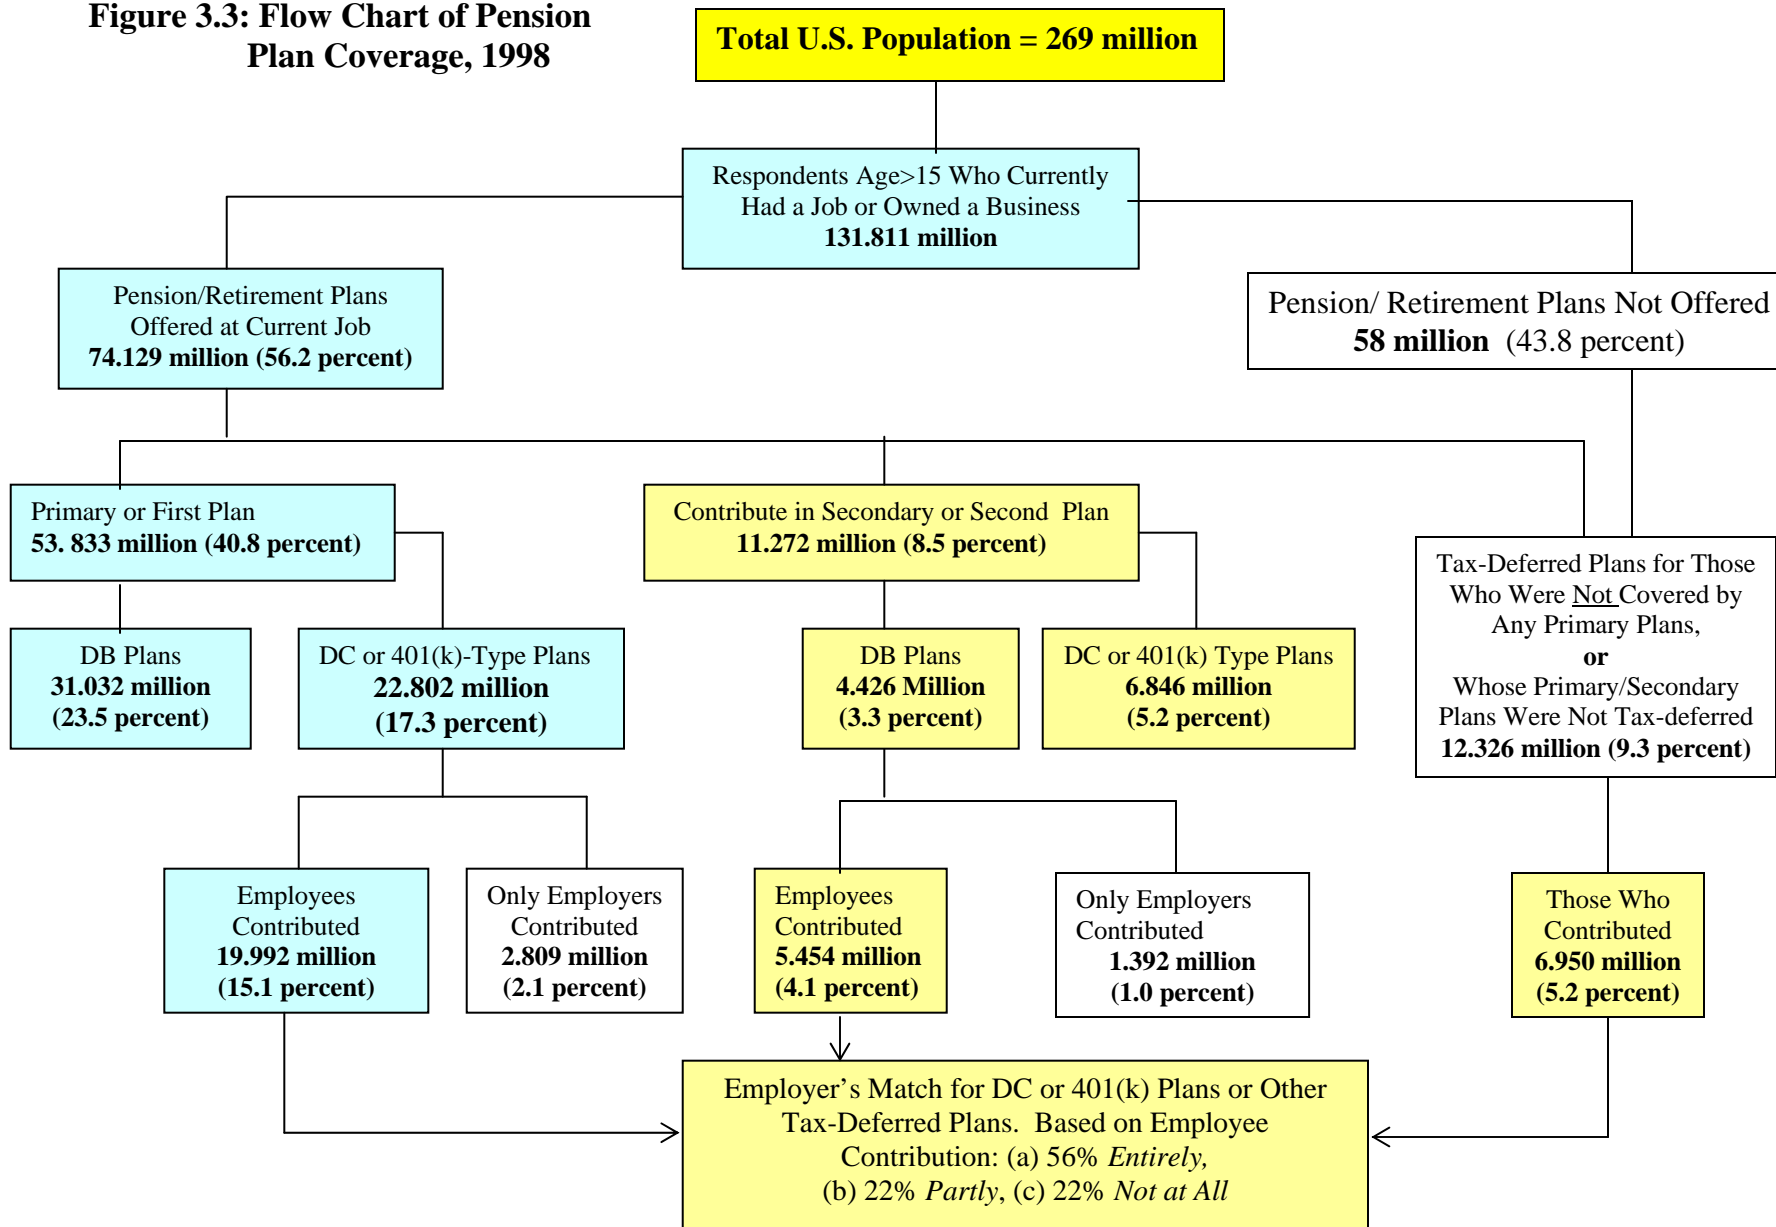 Figure 3.3: Flow Chart of Pension
Plan Coverage, 1998
Total U.S. Population = 269 million
Respondents Age>15 Who Currently
Had a Job or Owned a Business
131.811 million
Pension/Retirement Plans
Offered at Current Job
74.129 million (56.2 percent)
Pension/ Retirement Plans Not Offered
58 million (43.8 percent)
Primary or First Plan
53. 833 million (40.8 percent)
Contribute in Secondary or Second Plan
11.272 million (8.5 percent)
Tax-Deferred Plans for Those
Who Were Not Covered by
Any Primary Plans,
or
Whose Primary/Secondary
Plans Were Not Tax-deferred
12.326 million (9.3 percent)
DB Plans
31.032 million
(23.5 percent)
DC or 401(k)-Type Plans
22.802 million
(17.3 percent)
DB Plans
4.426 Million
(3.3 percent)
DC or 401(k) Type Plans
6.846 million
(5.2 percent)
Employees
Contributed
19.992 million
(15.1 percent)
Only Employers
Contributed
2.809 million
(2.1 percent)
Employees
Contributed
5.454 million
(4.1 percent)
Only Employers
Contributed
1.392 million
(1.0 percent)
Those Who
Contributed
6.950 million
(5.2 percent)
Employer’s Match for DC or 401(k) Plans or Other
Tax-Deferred Plans. Based on Employee
Contribution: (a) 56% Entirely,
(b) 22% Partly, (c) 22% Not at All